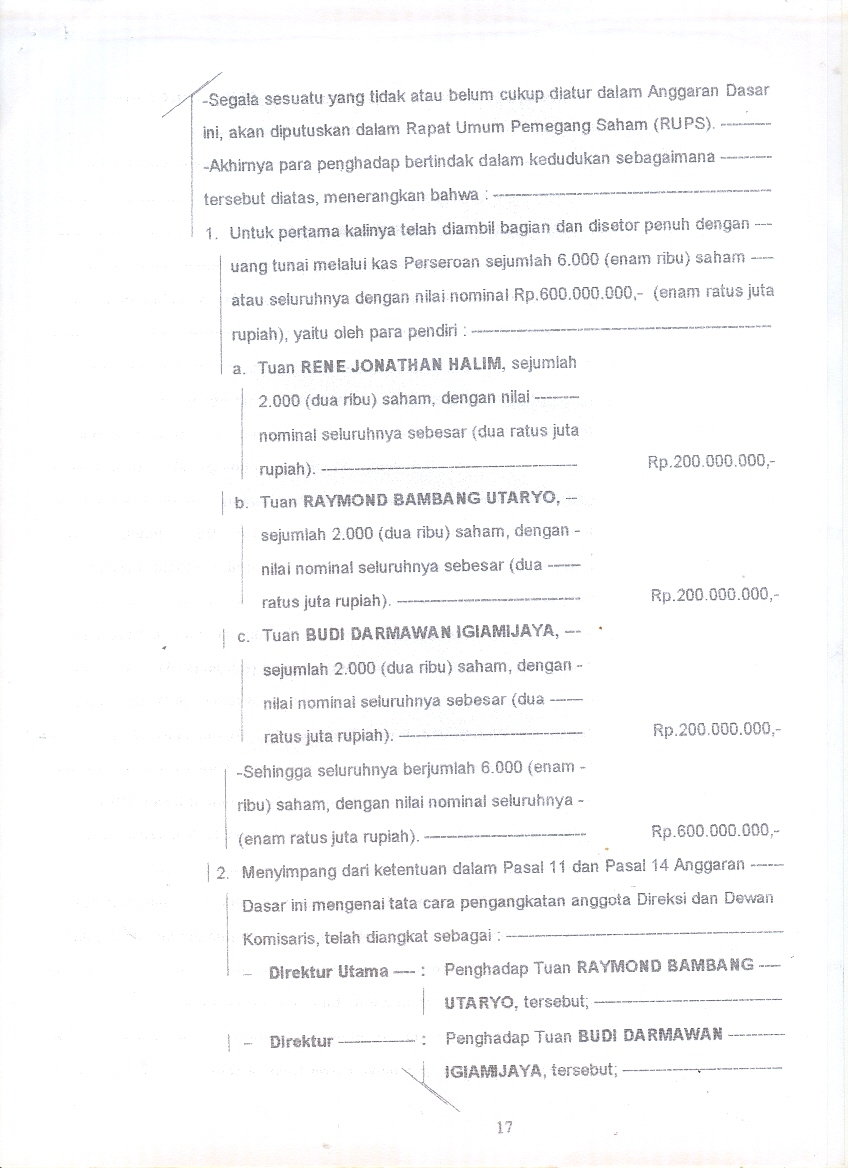 -Segala sesuatu yang tidak atau belum cukup diatur dalam Anggaran Dasar
ini, akan diputuskan dalam Rapat Umum Pemegang Saham (RUPS). --------
-Akhirnya para penghadap bertindak dalam kedudukan sebagaimana --------
tersebut diatas, menerangkan bahwa : ----------------------------------------
1. Untuk pertama kalinya telah diambil bagian dan disetor penuh dengan ---
uang tunai melalui kas Perseroan sejumlah 6.000 (enam ribu) saham ----
atau seluruhnya dengan nilai nominal Rp.600.000.000,- (enam ratus juta
rupiah), yaitu oleh para pendiri : --------------------------------------------
a. Tuan RENE JONATHAN HALIM, sejumlah
2.000 (dua ribu) saham, dengan nilai -------
nominal seluruhnya sebesar (dua ratus juta
rupiah). -------------------------------------- Rp.200.000.000,-
b. Tuan RAYMOND BAMBANG UTARYO, --
sejumlah 2.000 (dua ribu) saham, dengan -
nilai nominal seluruhnya sebesar (dua -----
ratus juta rupiah). --------------------------- Rp.200.000.000,-
c. Tuan BUDI DARMAWAN IGIAMIJAYA, ---
sejumlah 2.000 (dua ribu) saham, dengan -
nilai nominal seluruhnya sebesar (dua -----
ratus juta rupiah). --------------------------- Rp.200.000.000,-
-Sehingga seluruhnya berjumlah 6.000 (enam -
ribu) saham, dengan nilai nominal seluruhnya -
(enam ratus juta rupiah). ------------------------ Rp.600.000.000,-
2. Menyimpang dari ketentuan dalam Pasal 11 dan Pasal 14 Anggaran -----
Dasar ini mengenai tata cara pengangkatan anggota Direksi dan Dewan
Komisaris, telah diangkat sebagai : ----------------------------------------
- Direktur Utama --- : Penghadap Tuan RAYMOND BAMBANG ---
UTARYO, tersebut; ----------------------------
- Direktur ----------- : Penghadap Tuan BUDI DARMAWAN --------
IGIAMIJAYA, tersebut; ------------------------
17